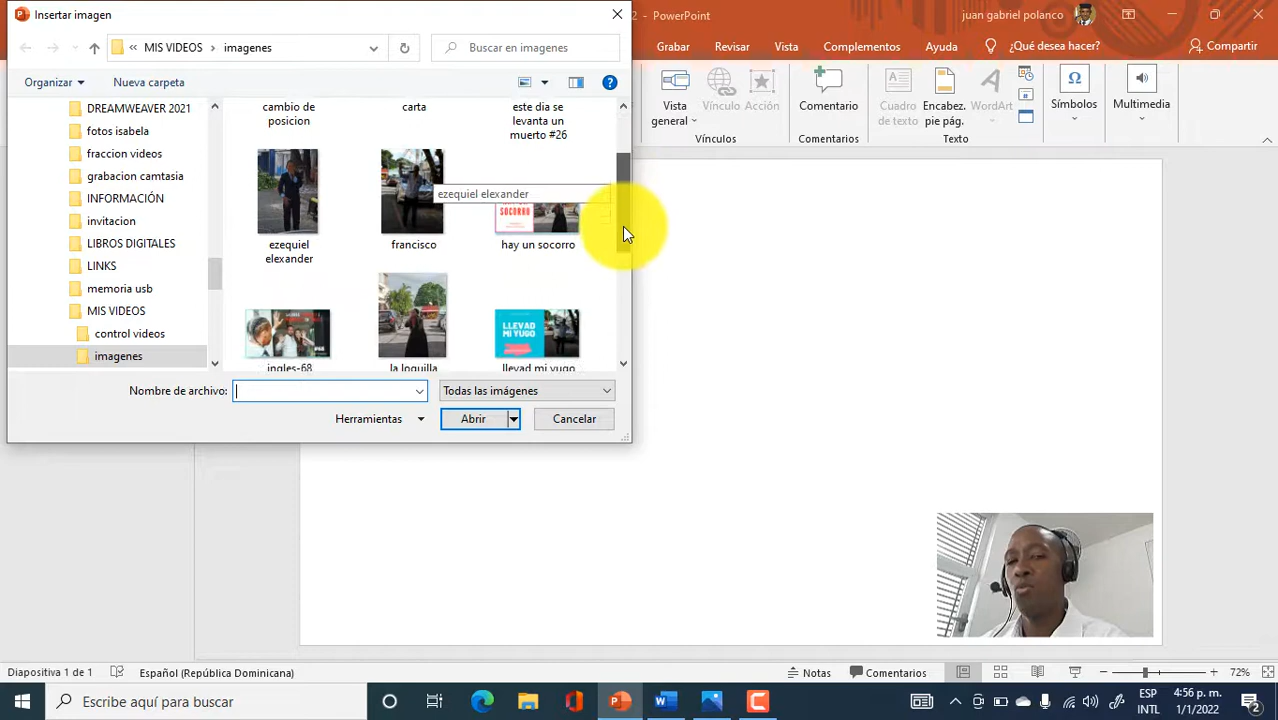 Insertar imagen
2 - PowerPoint
juan gabriel polanco
« MIS VIDEOS › imagenes
Buscar en imagenes
Grabar
Revisar
Vista
Complementos
Ayuda
¿Qué desea hacer?
Compartir
Organizar
Nueva carpeta
Vista
general
Vínculo
Acción
Vínculos
Comentario
Comentarios
Cuadro
de texto
Encabez.
pie pág.
WordArt
Texto
Símbolos
Multimedia
DREAMWEAVER 2021
fotos isabela
fraccion videos
grabacion camtasia
INFORMACIÓN
invitacion
LIBROS DIGITALES
LINKS
memoria usb
MIS VIDEOS
control videos
imagenes
cambio de
posicion
carta
este dia se
levanta un
muerto #26
ezequiel elexander
SOCORRO
ezequiel
elexander
francisco
hay un socorro
LLEVAD
MI YUGO
ingles-68
la loquilla
llevad mi yugo
Nombre de archivo:
Todas las imágenes
Herramientas
Abrir
Cancelar
Diapositiva 1 de 1
Español (República Dominicana)
Notas
Comentarios
72%
Escribe aquí para buscar
ESP
INTL
4:56 p. m.
1/1/2022
2